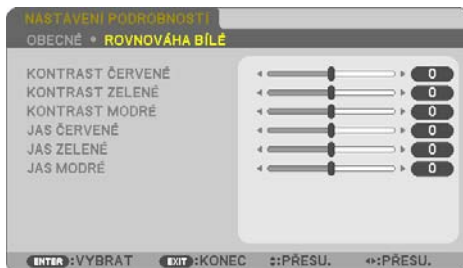 NASTAVENÍ PODROBNOSTI
OBECNÉ • ROVNOVÁHA BÍLÉ
KONTRAST ČERVENÉ 0
KONTRAST ZELENÉ 0
KONTRAST MODRÉ 0
JAS ČERVENÉ 0
JAS ZELENÉ 0
JAS MODRÉ 0
ENTER :VYBRAT EXIT :KONEC :PŘESU. :PŘESU.